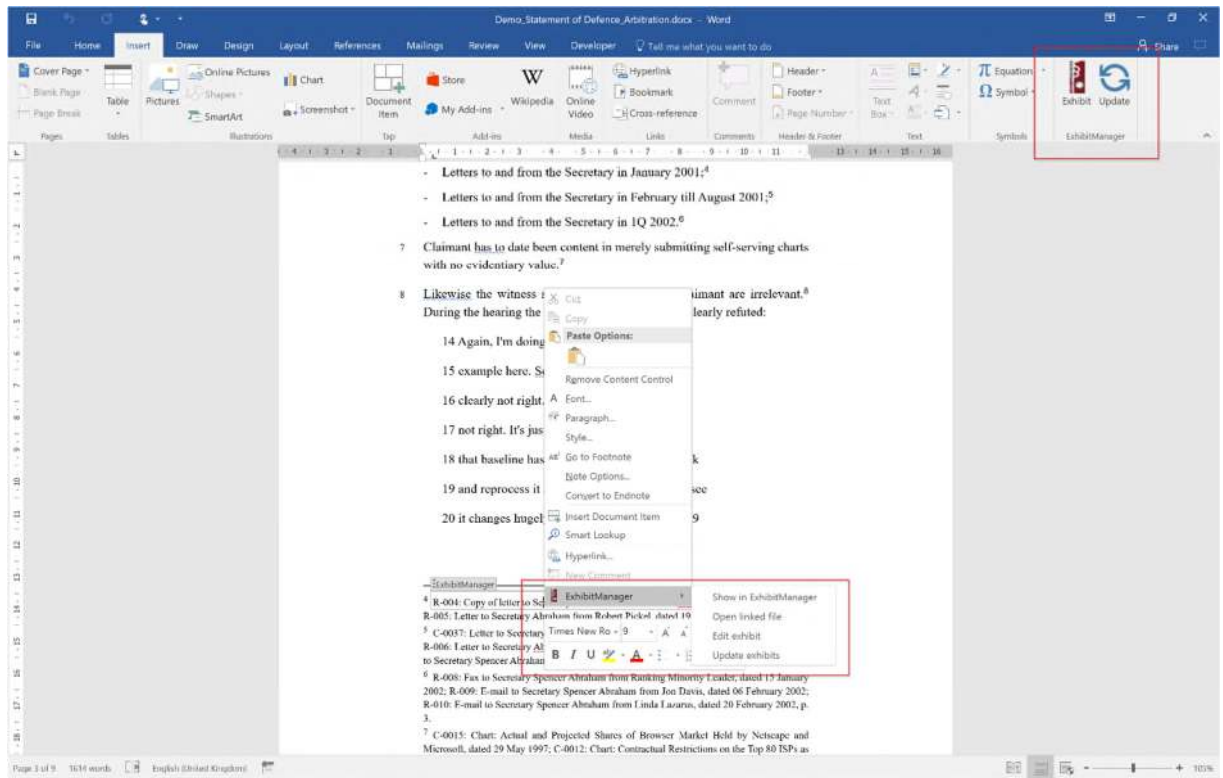 Demo_Statement of Defence_Arbitration.docx - Word
File Home Insert Draw Design Layout References Mailings Review View Developer Tell me what you want to do Share
Cover Page
Blank Page
Page Break
Pages
Table
Tables
Pictures
Online Pictures
Shapes
SmartArt
Chart
Screenshot
Illustrations
Document Item
Store
My Add-ins
Wikipedia
Add-ins
Online Video
Media
Hyperlink
Bookmark
Cross-reference
Links
Comment
Comments
Header
Footer
Page Number
Header & Footer
Text Box
Text
Equation
Symbol
Symbols
Exhibit Update
ExhibitManager
- Letters to and from the Secretary in January 2001;4
- Letters to and from the Secretary in February till August 2001;5
- Letters to and from the Secretary in 1Q 2002.6
7 Claimant has to date been content in merely submitting self-serving charts
with no evidentiary value.7
8 Likewise the witness imant are irrelevant.8
During the hearing the learly refuted:
14 Again, I'm doing
15 example here.
16 clearly not right.
17 not right. It's jus
18 that baseline has k
19 and reprocess it see
20 it changes hugel 9
Cut
Copy
Paste Options:
Remove Content Control
Font...
Paragraph...
Style...
Go to Footnote
Note Options...
Convert to Endnote
Insert Document Item
Smart Lookup
Hyperlink...
New Comment
ExhibitManager
Show in ExhibitManager
Open linked file
Edit exhibit
Update exhibits
Times New Ro 9
B I U
ExhibitManager
4 R-004: Copy of letter to Se
R-005: Letter to Secretary Abraham from Robert Pickel, dated 19
5 C-0037: Letter to Secretary
R-006: Letter to Secretary Ab
to Secretary Spencer Abraham
6 R-008: Fax to Secretary Spencer Abraham from Ranking Minority Leader, dated 15 January
2002; R-009: E-mail to Secretary Spencer Abraham from Jon Davis, dated 06 February 2002;
R-010: E-mail to Secretary Spencer Abraham from Linda Lazarus, dated 20 February 2002, p.
3.
7 C-0015: Chart: Actual and Projected Shares of Browser Market Held by Netscape and
Microsoft, dated 29 May 1997; C-0012: Chart: Contractual Restrictions on the Top 80 ISPs as
Page 3 of 9 1614 words English (United Kingdom) 105%